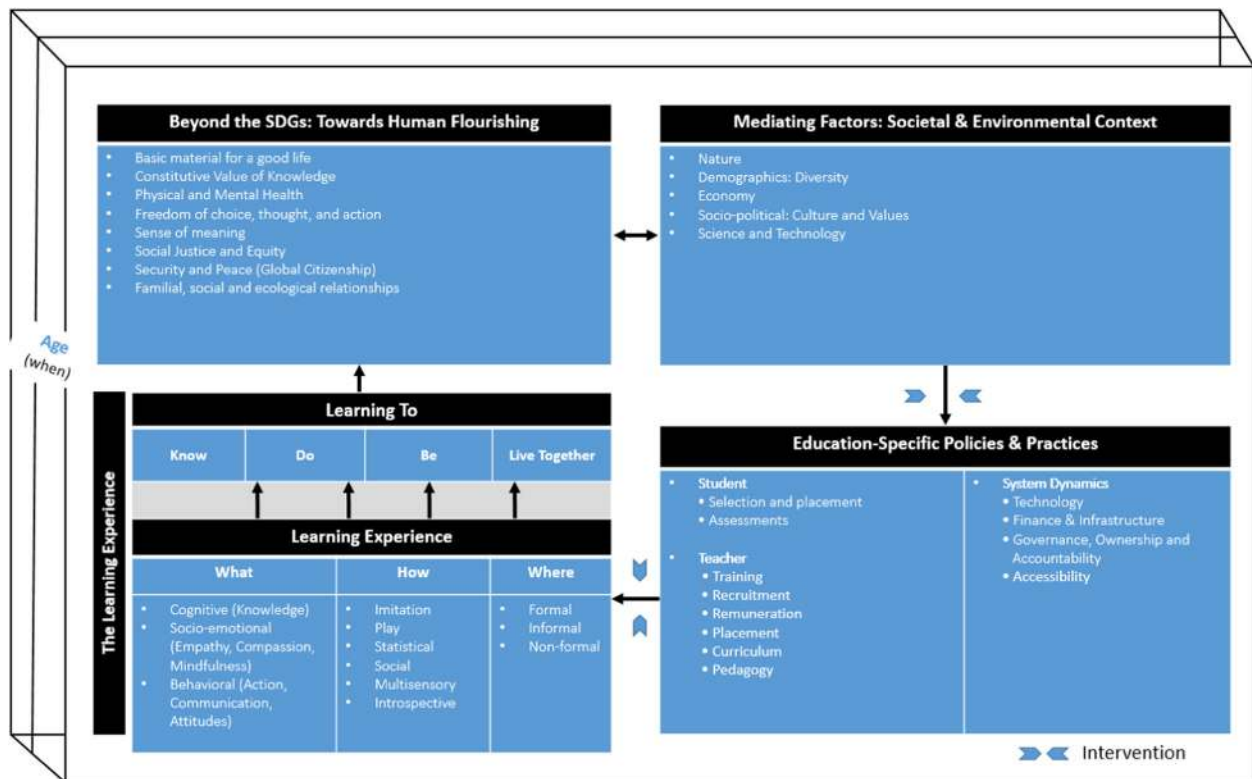 Beyond the SDGs: Towards Human Flourishing
• Basic material for a good life
• Constitutive Value of Knowledge
• Physical and Mental Health
• Freedom of choice, thought, and action
• Sense of meaning
• Social Justice and Equity
• Security and Peace (Global Citizenship)
• Familial, social and ecological relationships
Mediating Factors: Societal & Environmental Context
• Nature
• Demographics: Diversity
• Economy
• Socio-political: Culture and Values
• Science and Technology
Age
(when)
The Learning Experience
Learning To
Know
Do
Be
Live Together
Learning Experience
What
• Cognitive (Knowledge)
• Socio-emotional
(Empathy, Compassion,
Mindfulness)
• Behavioral (Action,
Communication,
Attitudes)
How
• Imitation
• Play
• Statistical
• Social
• Multisensory
• Introspective
Where
• Formal
• Informal
• Non-formal
Education-Specific Policies & Practices
• Student
• Selection and placement
• Assessments
• Teacher
• Training
• Recruitment
• Remuneration
• Placement
• Curriculum
• Pedagogy
• System Dynamics
• Technology
• Finance & Infrastructure
• Governance, Ownership and
Accountability
• Accessibility
Intervention